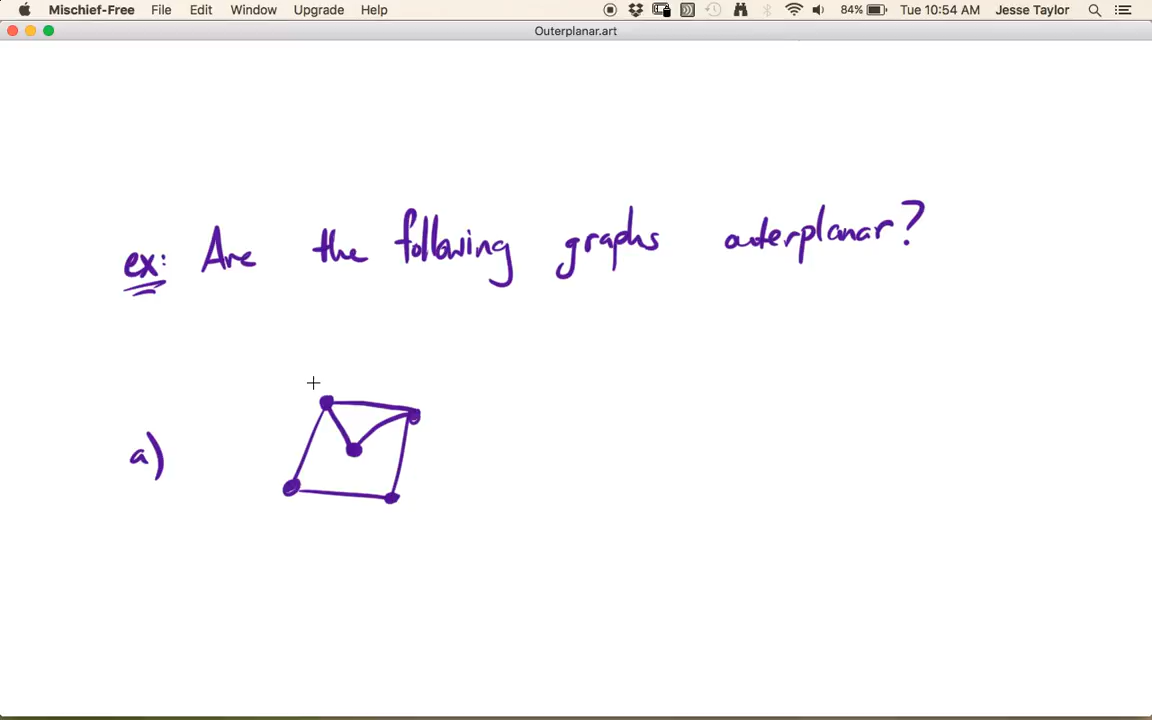 Mischief-Free File Edit Window Upgrade Help 84% Tue 10:54 AM Jesse Taylor
Outerplanar.art
ex: Are the following graphs outerplanar?
a)